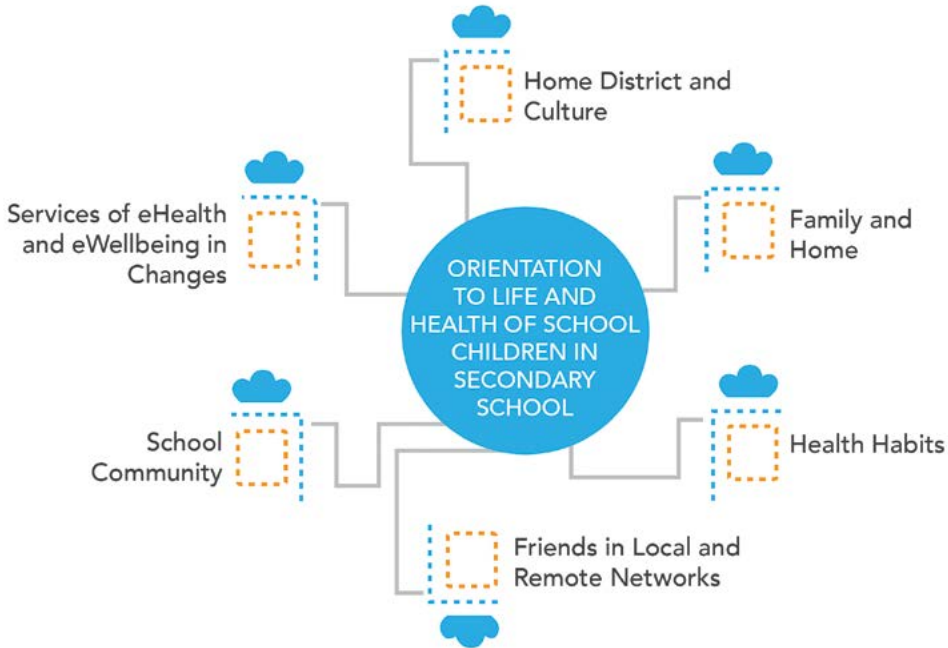 Home District and
Culture
Services of eHealth
and eWellbeing in
Changes
Family and
Home
ORIENTATION
TO LIFE AND
HEALTH OF SCHOOL
CHILDREN IN
SECONDARY
SCHOOL
School
Community
Health Habits
Friends in Local and
Remote Networks